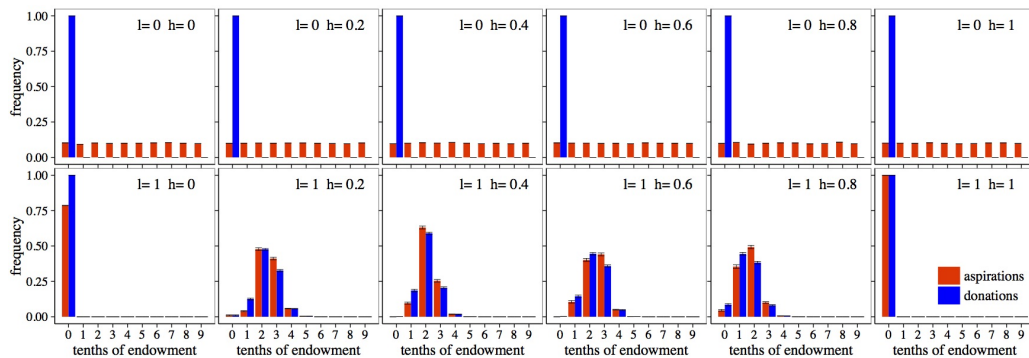 l= 0 h= 0
l= 0 h= 0.2
l= 0 h= 0.4
l= 0 h= 0.6
l= 0 h= 0.8
l= 0 h= 1
frequency
1.00
0.75
0.50
0.25
0.00
l= 1 h= 0
l= 1 h= 0.2
l= 1 h= 0.4
l= 1 h= 0.6
l= 1 h= 0.8
l= 1 h= 1
frequency
1.00
0.75
0.50
0.25
0.00
aspirations
donations
0 1 2 3 4 5 6 7 8 9
0 1 2 3 4 5 6 7 8 9
0 1 2 3 4 5 6 7 8 9
0 1 2 3 4 5 6 7 8 9
0 1 2 3 4 5 6 7 8 9
0 1 2 3 4 5 6 7 8 9
tenths of endowment
tenths of endowment
tenths of endowment
tenths of endowment
tenths of endowment
tenths of endowment